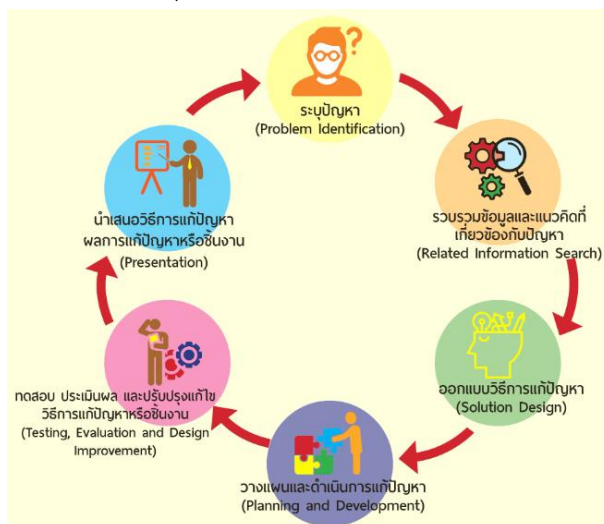 ?
ระบุปัญหา
(Problem Identification)
รวบรวมข้อมูลและแนวคิดที่
เกี่ยวข้องกับปัญหา
(Related Information Search)
ออกแบบวิธีการแก้ปัญหา
(Solution Design)
วางแผนและดำเนินการแก้ปัญหา
(Planning and Development)
ทดสอบ ประเมินผล และปรับปรุงแก้ไข
วิธีการแก้ปัญหาหรือชิ้นงาน
(Testing, Evaluation and Design
Improvement)
นำเสนอวิธีการแก้ปัญหา
ผลการแก้ปัญหาหรือชิ้นงาน
(Presentation)